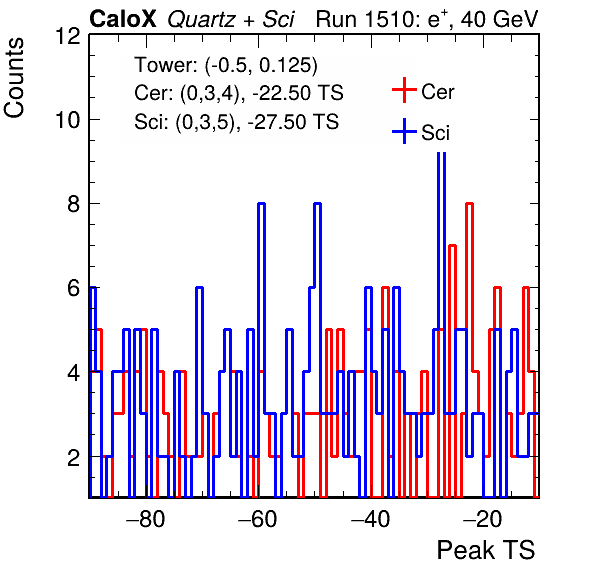 CaloX Quartz + Sci Run 1510: e+, 40 GeV
Counts
12
Tower: (-0.5, 0.125)
Cer: (0,3,4), -22.50 TS
Sci: (0,3,5), -27.50 TS
Cer
Sci
10
8
6
4
2
−80 −60 −40 −20
Peak TS